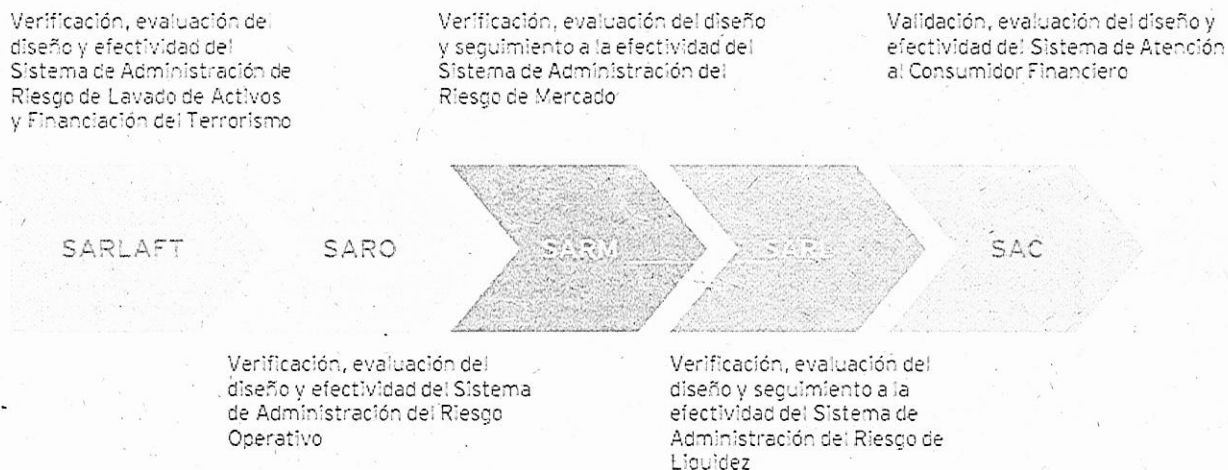 Verificación, evaluación del
diseño y efectividad del
Sistema de Administración de
Riesgo de Lavado de Activos
y Financiación del Terrorismo
Verificación, evaluación del diseño
y seguimiento a la efectividad del
Sistema de Administración del
Riesgo de Mercado
Validación, evaluación del diseño y
efectividad del Sistema de Atención
al Consumidor Financiero
SARLAFT
SARO
SARM
SARL
SAC
Verificación, evaluación del
diseño y efectividad del Sistema
de Administración del Riesgo
Operativo
Verificación, evaluación del
diseño y seguimiento a la
efectividad del Sistema de
Administración del Riesgo de
Liquidez